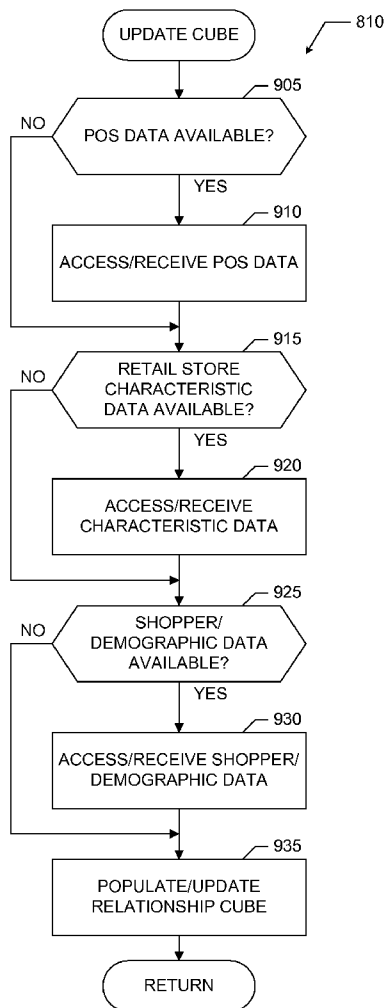 UPDATE CUBE
810
905
NO
POS DATA AVAILABLE?
YES
910
ACCESS/RECEIVE POS DATA
915
NO
RETAIL STORE
CHARACTERISTIC
DATA AVAILABLE?
YES
920
ACCESS/RECEIVE
CHARACTERISTIC DATA
925
NO
SHOPPER/
DEMOGRAPHIC DATA
AVAILABLE?
YES
930
ACCESS/RECEIVE SHOPPER/
DEMOGRAPHIC DATA
935
POPULATE/UPDATE
RELATIONSHIP CUBE
RETURN